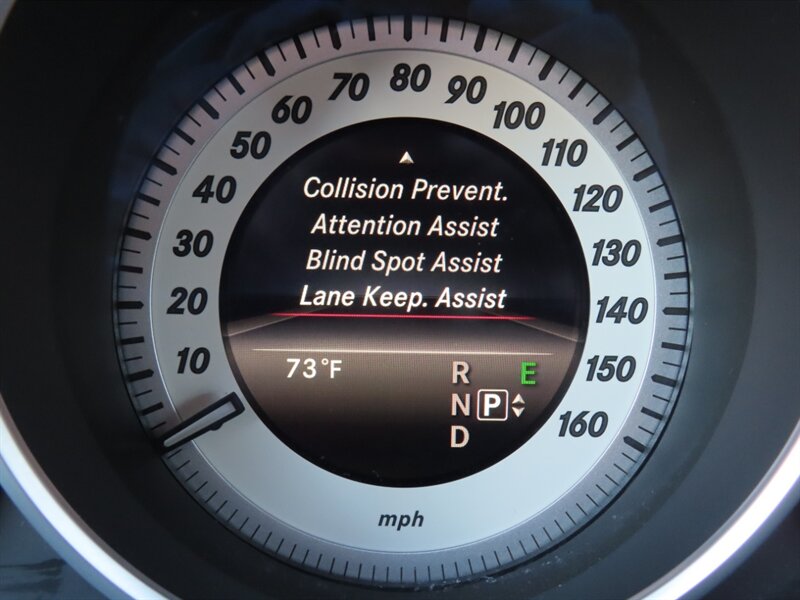 10
20
30
40
50
60
70
80
90
100
110
120
130
140
150
160
Collision Prevent.
Attention Assist
Blind Spot Assist
Lane Keep. Assist
73°F
R E
N P
D
mph